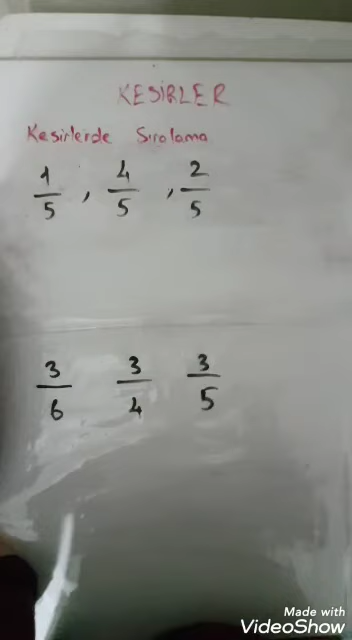 KESİRLER
Kesirlerde Sıralama
1/5 , 4/5 , 2/5
3/6 3/4 3/5
Made with
VideoShow